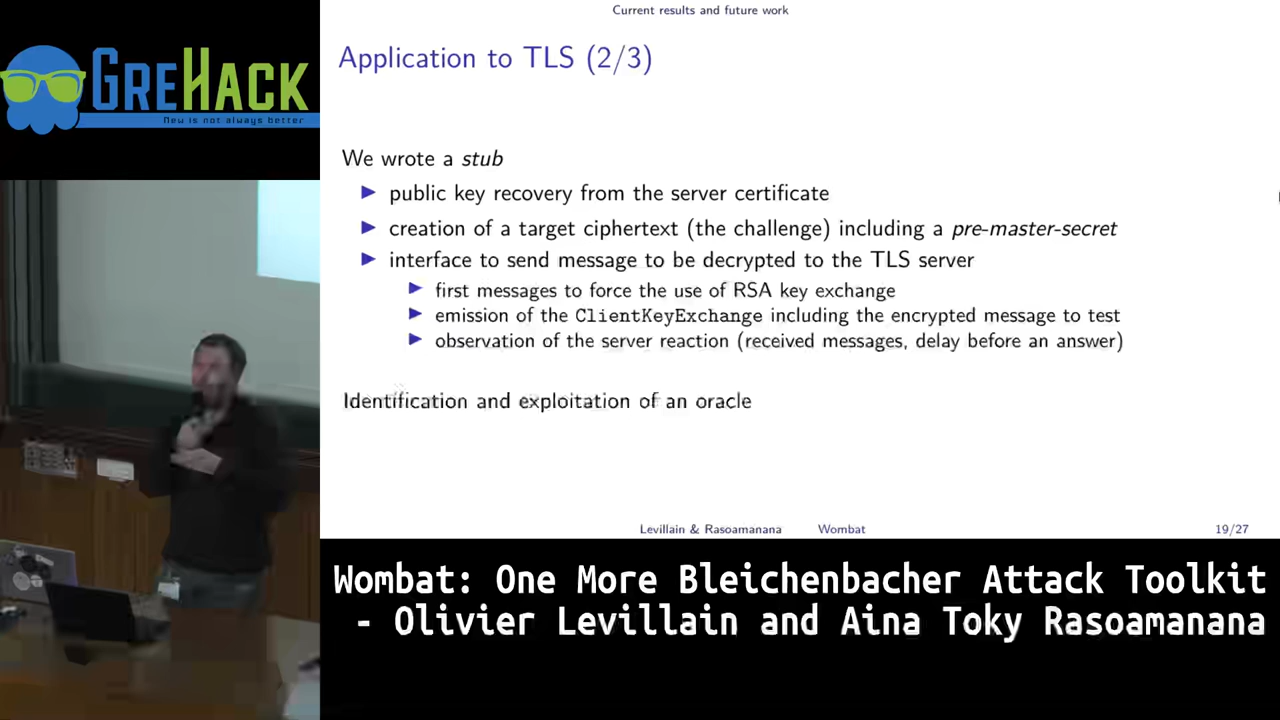 Current results and future work
GREHACK
New is not always better
Application to TLS (2/3)
We wrote a stub
public key recovery from the server certificate
creation of a target ciphertext (the challenge) including a pre-master-secret
interface to send message to be decrypted to the TLS server
first messages to force the use of RSA key exchange
emission of the ClientKeyExchange including the encrypted message to test
observation of the server reaction (received messages, delay before an answer)
Identification and exploitation of an oracle
Levillain & Rasoamanana Wombat 19/27
Wombat: One More Bleichenbacher Attack Toolkit
- Olivier Levillain and Aina Toky Rasoamanana